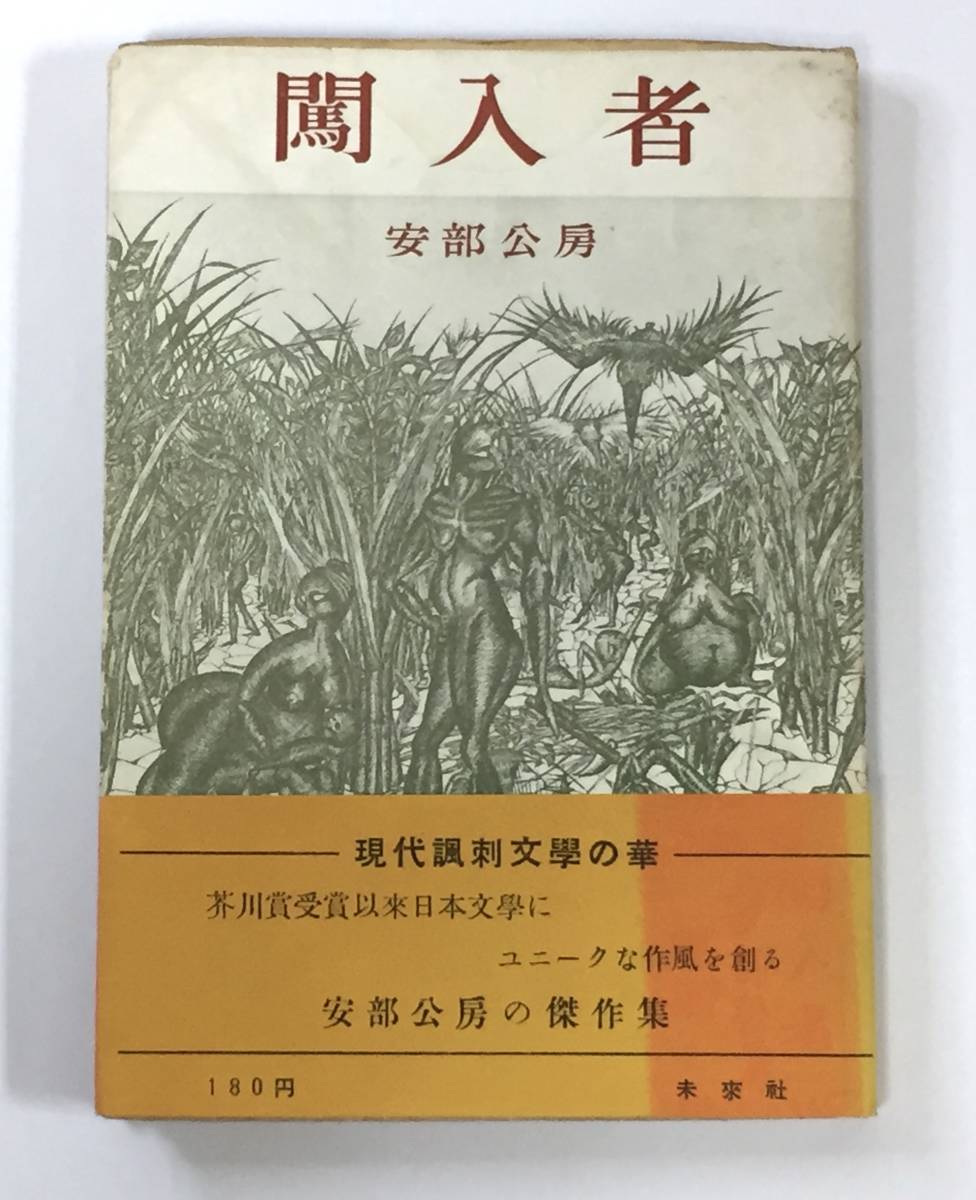 闖入者
安部公房
現代諷刺文學の華
芥川賞受賞以來日本文學に
ユニークな作風を創る
安部公房の傑作集
180円
未來社